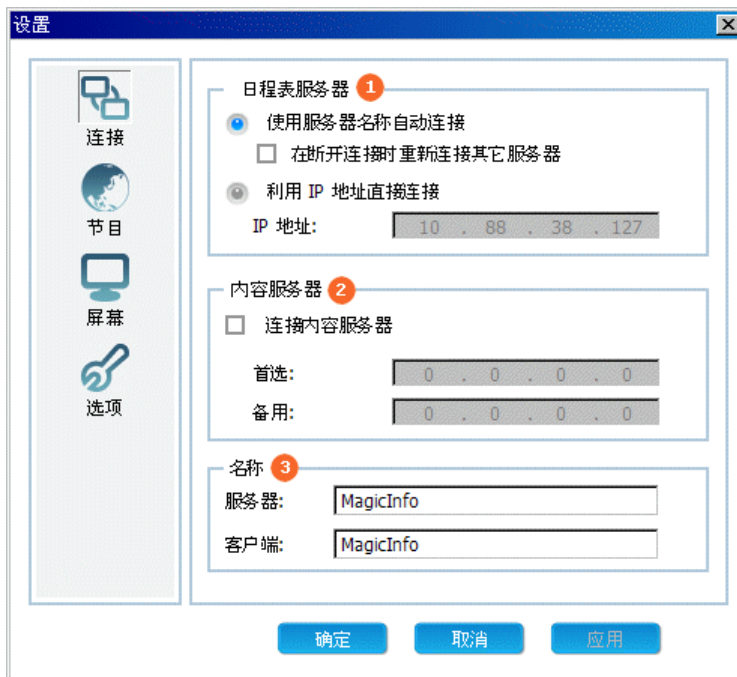 设置
连接
节目
屏幕
选项
日程表服务器 1
使用服务器名称自动连接
在断开连接时重新连接其它服务器
利用 IP 地址直接连接
IP 地址: 10 . 88 . 38 . 127
内容服务器 2
连接内容服务器
首选: 0 . 0 . 0 . 0
备用: 0 . 0 . 0 . 0
名称 3
服务器: MagicInfo
客户端: MagicInfo
确定 取消 应用